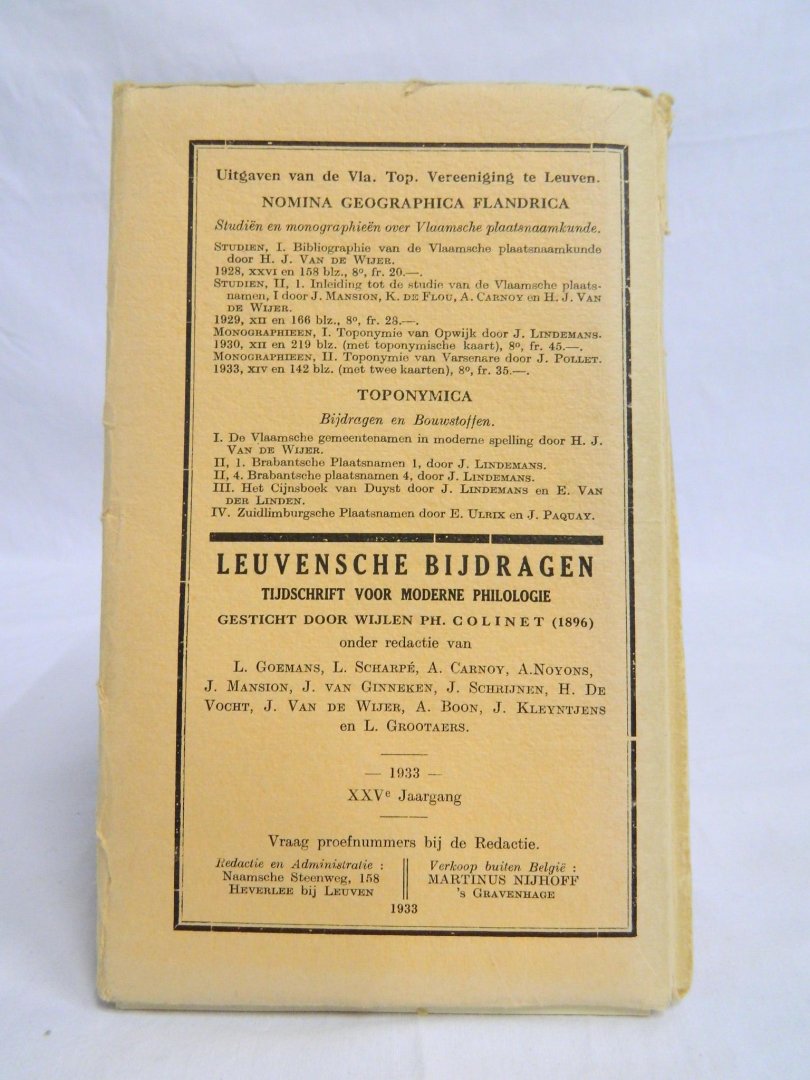 Uitgaven van de Vla. Top. Vereeniging te Leuven.
NOMINA GEOGRAPHICA FLANDRICA
Studiën en monographieën over Vlaamsche plaatsnaamkunde.
STUDIEN, I. Bibliographie van de Vlaamsche plaatsnaamkunde
door H. J. VAN DE WIJER.
1928, XXVI en 158 blz., 8º, fr. 20.—.
STUDIEN, II, 1. Inleiding tot de studie van de Vlaamsche plaats-
namen, I door J. MANSION, K. DE FLOU, A. CARNOY en H. J. VAN
DE WIJER.
1929, XII en 166 blz., 8º, fr. 28.—.
MONOGRAPHIEEN, I. Toponymie van Opwijk door J. LINDEMANS.
1930, XII en 219 blz. (met toponymische kaart), 8º, fr. 45.—.
MONOGRAPHIEEN, II. Toponymie van Varsenare door J. POLLET.
1933, XIV en 142 blz. (met twee kaarten), 8º, fr. 35.—.
TOPONYMICA
Bijdragen en Bouwstoffen.
I. De Vlaamsche gemeentenamen in moderne spelling door H. J.
VAN DE WIJER.
II, 1. Brabantsche Plaatsnamen 1, door J. LINDEMANS.
II, 4. Brabantsche plaatsnamen 4, door J. LINDEMANS.
III. Het Cijnsboek van Duyst door J. LINDEMANS en E. VAN
DER LINDEN.
IV. Zuidlimburgsche Plaatsnamen door E. ULRIX en J. PAQUAY.
LEUVENSCHE BIJDRAGEN
TIJDSCHRIFT VOOR MODERNE PHILOLOGIE
GESTICHT DOOR WIJLEN PH. COLINET (1896)
onder redactie van
L. GOEMANS, L. SCHARPÉ, A. CARNOY, A.NOYONS,
J. MANSION, J. VAN GINNEKEN, J. SCHRIJNEN, H. DE
VOCHT, J. VAN DE WIJER, A. BOON, J. KLEYNTJENS
en L. GROOTAERS.
— 1933 —
XXVe Jaargang
Vraag proefnummers bij de Redactie.
Redactie en Administratie :
Naamsche Steenweg, 158
HEVERLEE bij LEUVEN
Verkoop buiten België :
MARTINUS NIJHOFF
'S GRAVENHAGE
1933